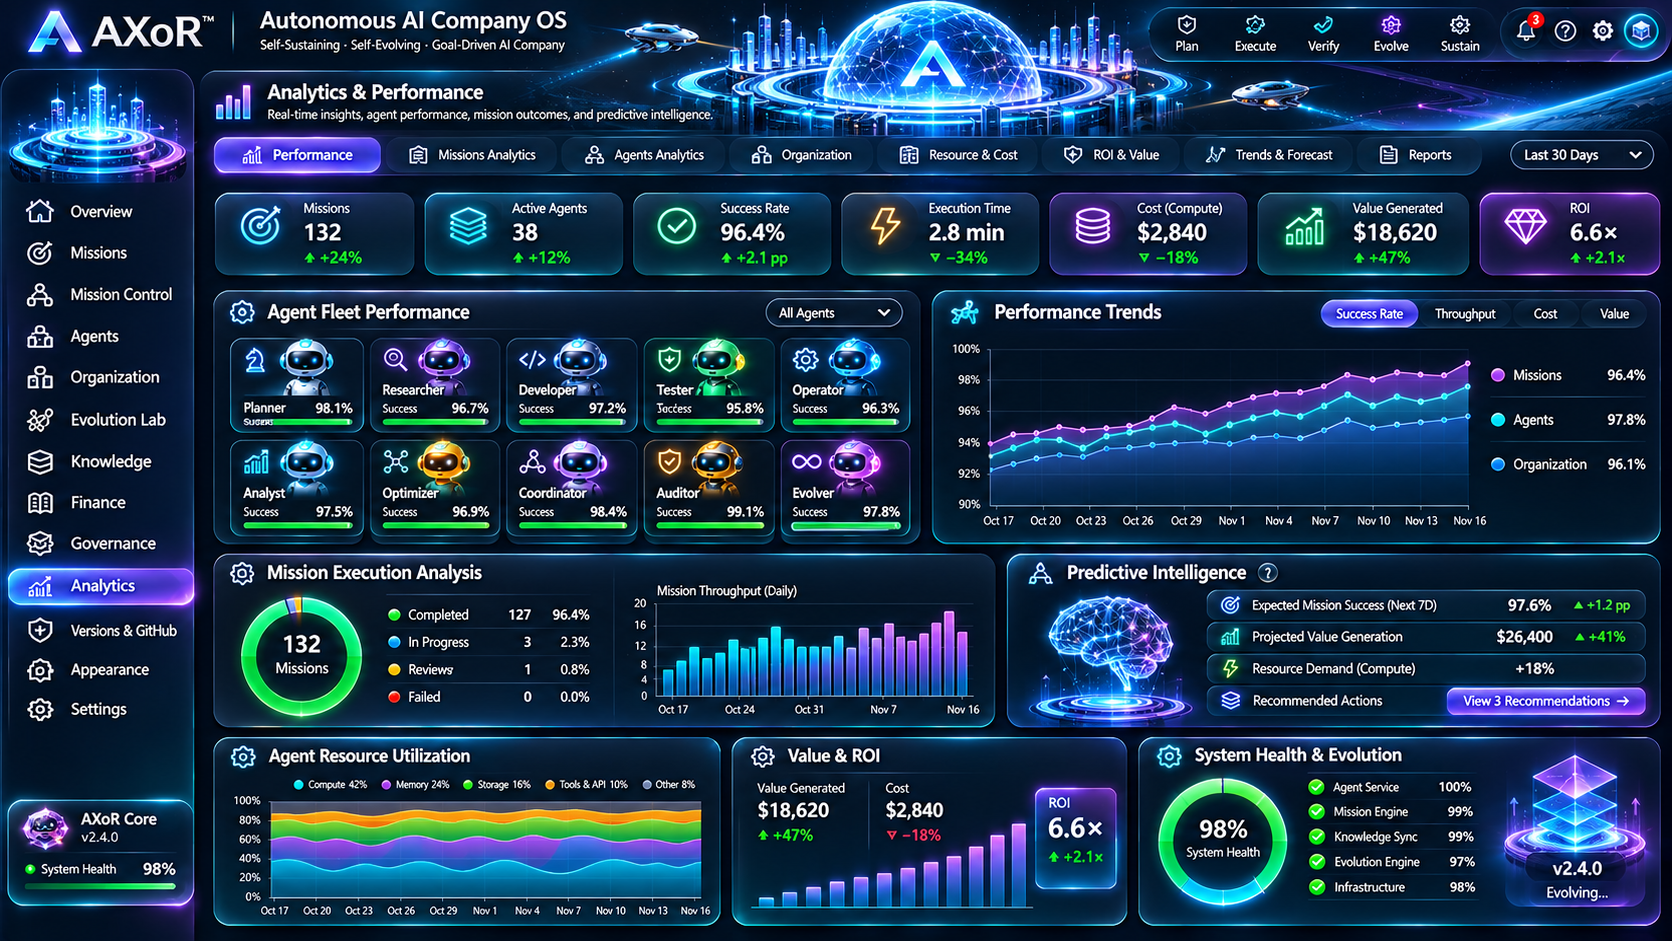 AXoR™
Autonomous AI Company OS
Self-Sustaining · Self-Evolving · Goal-Driven AI Company
Plan
Execute
Verify
Evolve
Sustain
3
Analytics & Performance
Real-time insights, agent performance, mission outcomes, and predictive intelligence.
Performance
Missions Analytics
Agents Analytics
Organization
Resource & Cost
ROI & Value
Trends & Forecast
Reports
Last 30 Days
Overview
Missions
Mission Control
Agents
Organization
Evolution Lab
Knowledge
Finance
Governance
Analytics
Versions & GitHub
Appearance
Settings
AXoR Core
v2.4.0
System Health 98%
Missions
132
+24%
Active Agents
38
+12%
Success Rate
96.4%
+2.1 pp
Execution Time
2.8 min
−34%
Cost (Compute)
$2,840
−18%
Value Generated
$18,620
+47%
ROI
6.6×
+2.1×
Agent Fleet Performance
All Agents
Planner 98.1%
Researcher
Success 96.7%
Developer
Success 97.2%
Tester
95.8%
Operator
Success 96.3%
Analyst
Success 97.5%
Optimizer
Success 96.9%
Coordinator
Success 98.4%
Auditor
Success 99.1%
Evolver
Success 97.8%
Performance Trends
Success Rate
Throughput
Cost
Value
100%
98%
96%
94%
92%
90%
Oct 17 Oct 20 Oct 23 Oct 26 Oct 29 Nov 1 Nov 4 Nov 7 Nov 10 Nov 13 Nov 16
Missions 96.4%
Agents 97.8%
Organization 96.1%
Mission Execution Analysis
132
Missions
Completed 127 96.4%
In Progress 3 2.3%
Reviews 1 0.8%
Failed 0 0.0%
Mission Throughput (Daily)
20
16
12
8
4
0
Oct 17 Oct 24 Oct 31 Nov 7 Nov 16
Predictive Intelligence ?
Expected Mission Success (Next 7D) 97.6% +1.2 pp
Projected Value Generation $26,400 +41%
Resource Demand (Compute) +18%
Recommended Actions View 3 Recommendations →
Agent Resource Utilization
Compute 42% Memory 24% Storage 16% Tools & API 10% Other 8%
100%
80%
60%
40%
20%
0%
Oct 17 Oct 20 Oct 23 Oct 26 Oct 29 Nov 1 Nov 4 Nov 7 Nov 10 Nov 13 Nov 16
Value & ROI
Value Generated
$18,620
+47%
Cost
$2,840
−18%
ROI
6.6×
+2.1×
System Health & Evolution
98%
System Health
Agent Service 100%
Mission Engine 99%
Knowledge Sync 99%
Evolution Engine 97%
Infrastructure 98%
v2.4.0
Evolving...